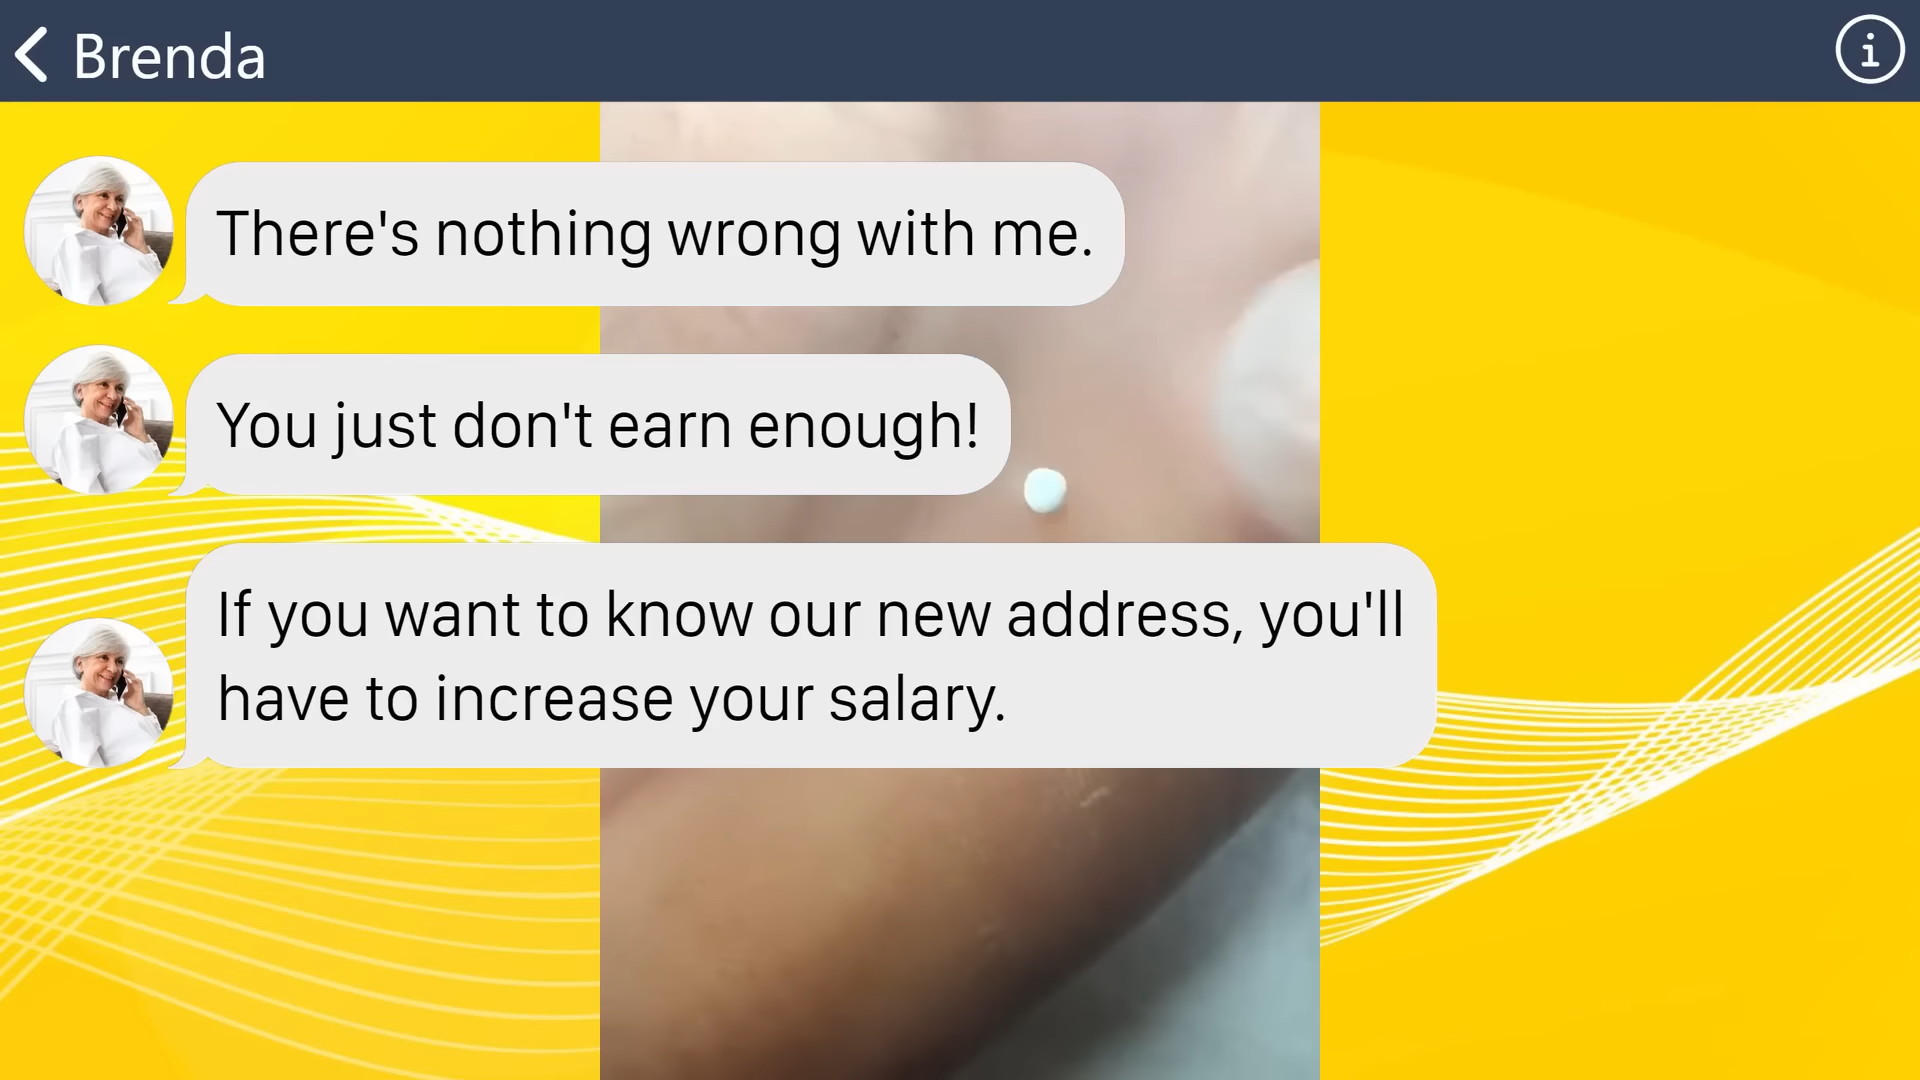 Brenda
There's nothing wrong with me.
You just don't earn enough!
If you want to know our new address, you'll
have to increase your salary.